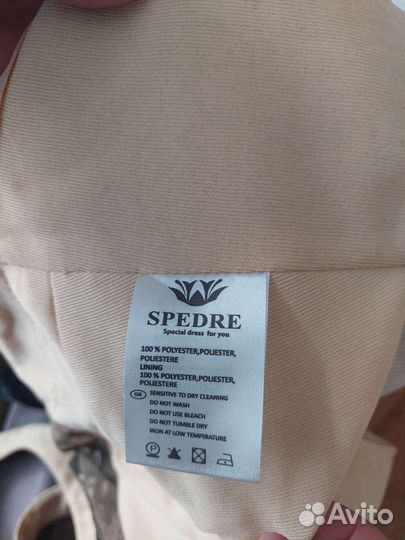 SPEDRE
Special dress for you
100 % POLYESTER,POLIESTER,
POLIESTERE
LINING
100 % POLYESTER,POLIESTER,
POLIESTERE
GB SENSITIVE TO DRY CLEANING
DO NOT WASH
DO NOT USE BLEACH
DO NOT TUMBLE DRY
IRON AT LOW TEMPERATURE
P
Avito